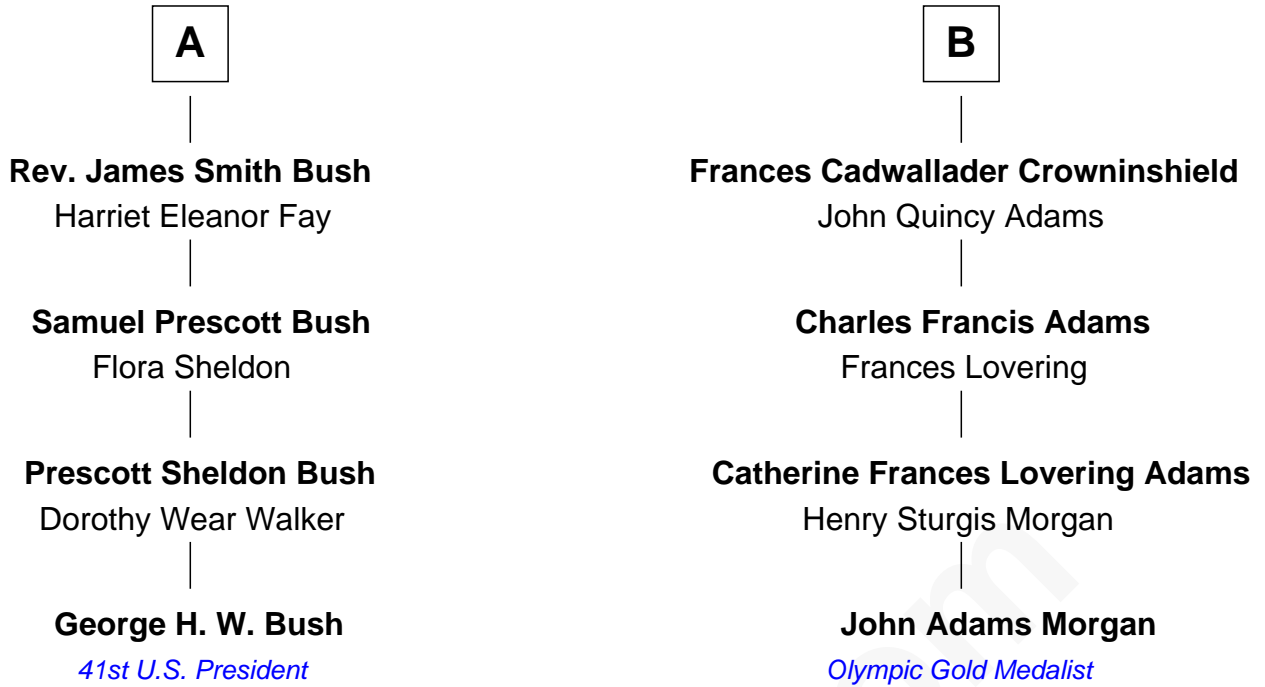 A
Rev. James Smith Bush
Harriet Eleanor Fay
Samuel Prescott Bush
Flora Sheldon
Prescott Sheldon Bush
Dorothy Wear Walker
George H. W. Bush
41st U.S. President
B
Frances Cadwallader Crowninshield
John Quincy Adams
Charles Francis Adams
Frances Lovering
Catherine Frances Lovering Adams
Henry Sturgis Morgan
John Adams Morgan
Olympic Gold Medalist